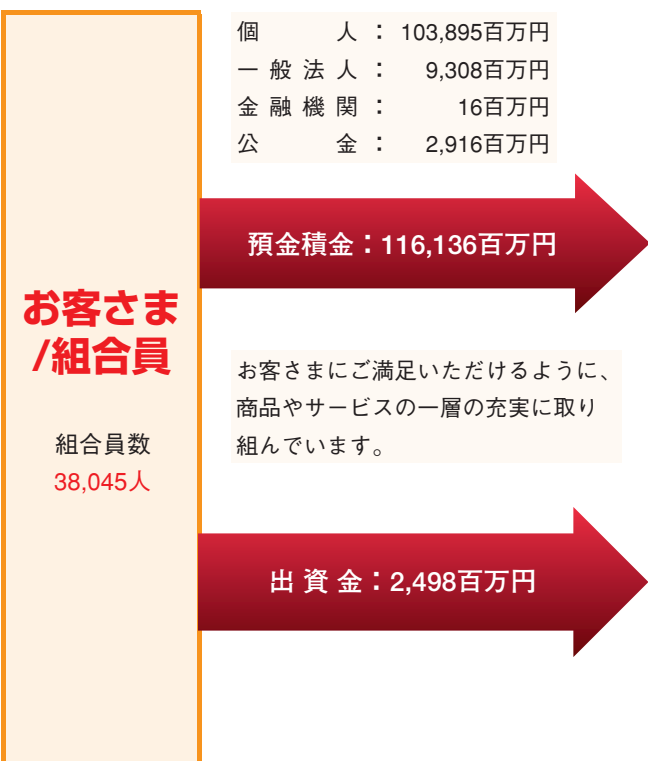 個人：103,895百万円
一般法人：9,308百万円
金融機関：16百万円
公金：2,916百万円
預金積金：116,136百万円
お客さま
/組合員
組合員数
38,045人
お客さまにご満足いただけるように、
商品やサービスの一層の充実に取り
組んでいます。
出資金：2,498百万円